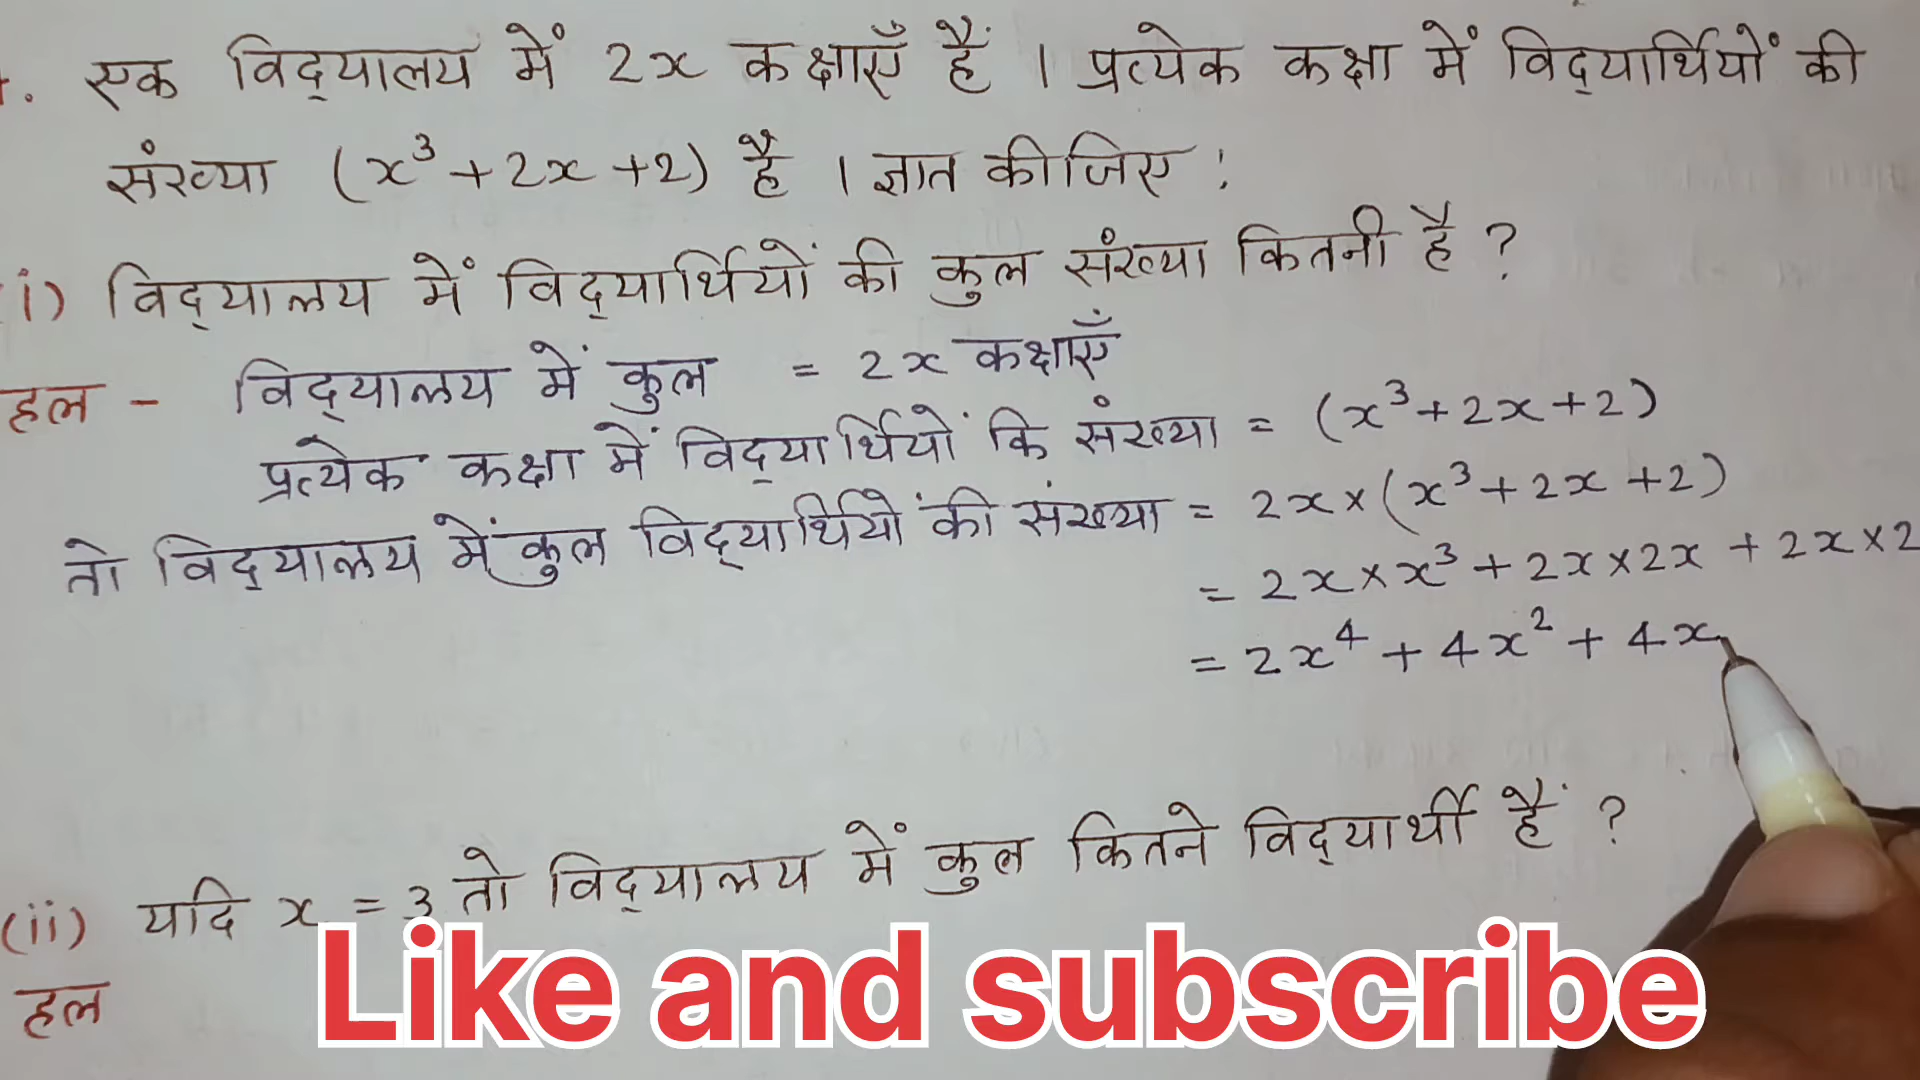 एक विद्यालय में 2x कक्षाएँ हैं । प्रत्येक कक्षा में विद्यार्थियों की
संख्या (x³ + 2x + 2) है । ज्ञात कीजिए :
i) विद्यालय में विद्यार्थियों की कुल संख्या कितनी है ?
हल - विद्यालय में कुल = 2x कक्षाएँ
प्रत्येक कक्षा में विद्यार्थियों कि संख्या = (x³ + 2x + 2)
तो विद्यालय में कुल विद्यार्थियों की संख्या = 2x × (x³ + 2x + 2)
= 2x × x³ + 2x × 2x + 2x × 2
= 2x⁴ + 4x² + 4x
(ii) यदि x = 3 तो विद्यालय में कुल कितने विद्यार्थी हैं ?
हल
Like and subscribe